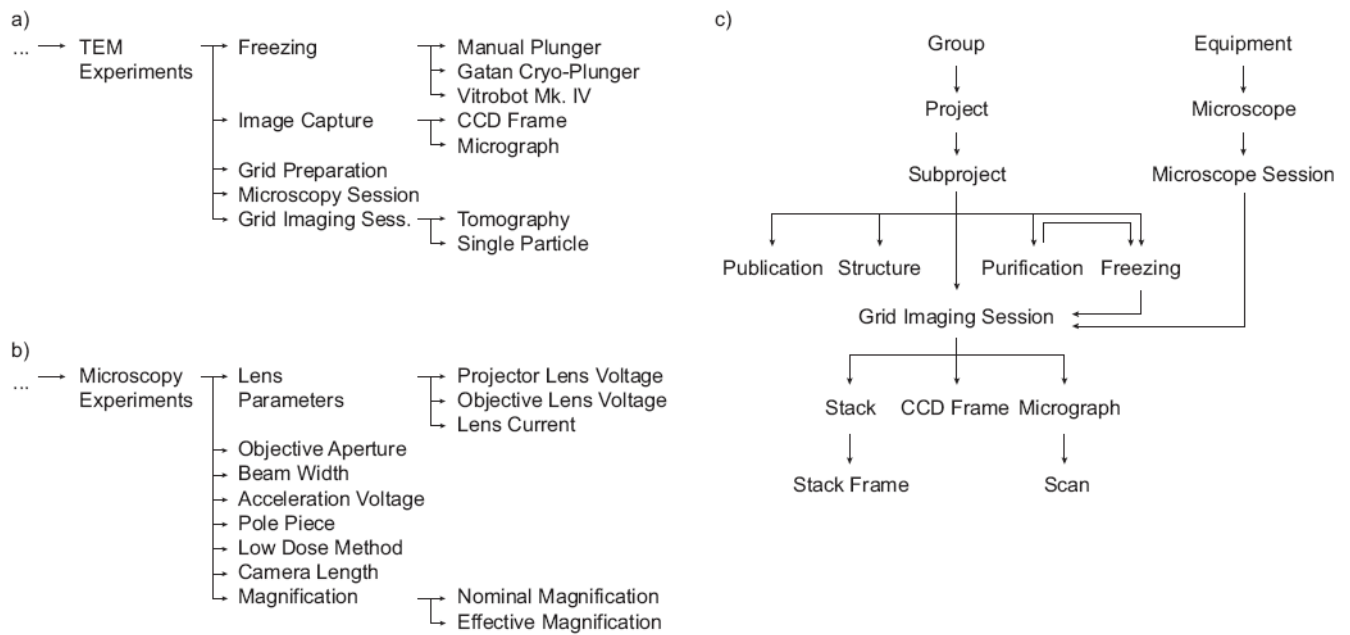 a)
... TEM Experiments
Freezing
Manual Plunger
Gatan Cryo-Plunger
Vitrobot Mk. IV
Image Capture
CCD Frame
Micrograph
Grid Preparation
Microscopy Session
Grid Imaging Sess.
Tomography
Single Particle
b)
... Microscopy Experiments
Lens Parameters
Projector Lens Voltage
Objective Lens Voltage
Lens Current
Objective Aperture
Beam Width
Acceleration Voltage
Pole Piece
Low Dose Method
Camera Length
Magnification
Nominal Magnification
Effective Magnification
c)
Group Equipment
Project Microscope
Subproject Microscope Session
Publication Structure Purification Freezing
Grid Imaging Session
Stack CCD Frame Micrograph
Stack Frame Scan